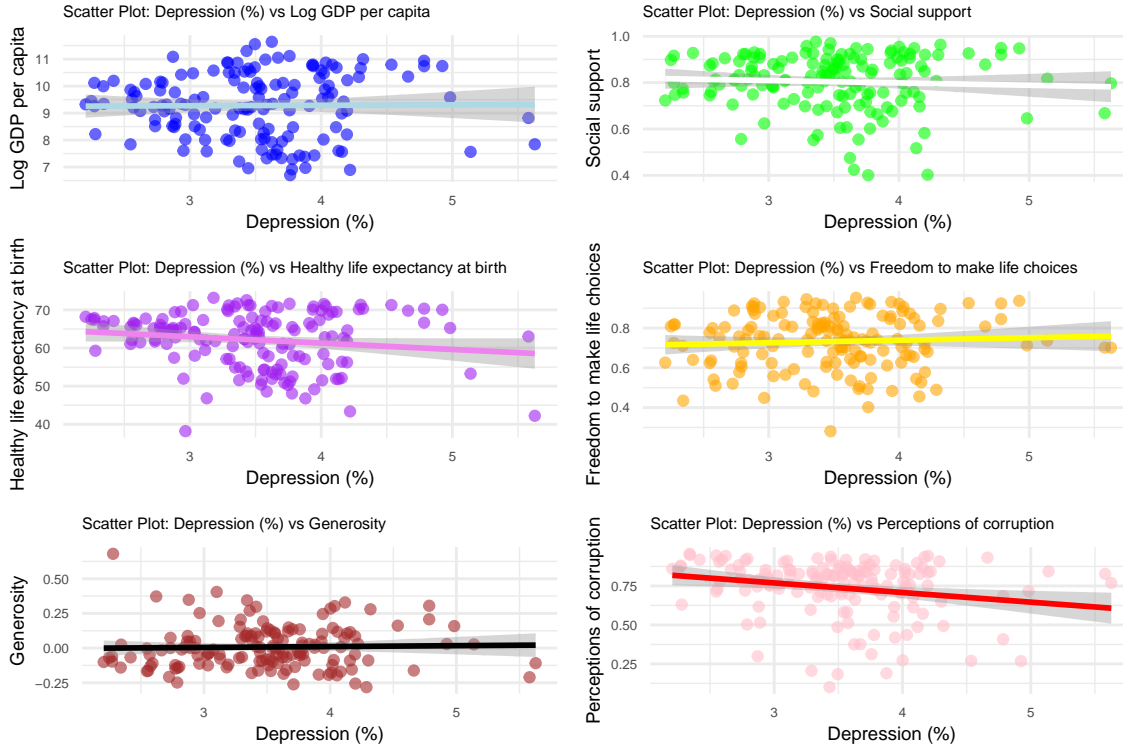 Scatter Plot: Depression (%) vs Log GDP per capita
Log GDP per capita
11
10
9
8
7
3
4
5
Depression (%)
Scatter Plot: Depression (%) vs Social support
Social support
1.0
0.8
0.6
0.4
3
4
5
Depression (%)
Scatter Plot: Depression (%) vs Healthy life expectancy at birth
Healthy life expectancy at birth
70
60
50
40
3
4
5
Depression (%)
Scatter Plot: Depression (%) vs Freedom to make life choices
Freedom to make life choices
0.8
0.6
0.4
3
4
5
Depression (%)
Scatter Plot: Depression (%) vs Generosity
Generosity
0.50
0.25
0.00
−0.25
3
4
5
Depression (%)
Scatter Plot: Depression (%) vs Perceptions of corruption
Perceptions of corruption
0.75
0.50
0.25
3
4
5
Depression (%)